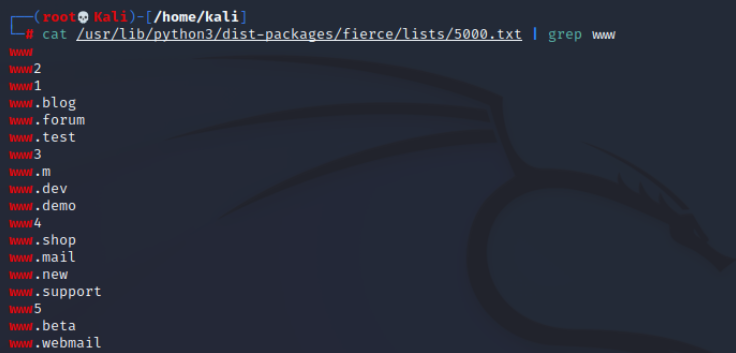 ┌──(root💀Kali)-[/home/kali]
└─# cat /usr/lib/python3/dist-packages/fierce/lists/5000.txt | grep www
www
www2
www1
www.blog
www.forum
www.test
www3
www.m
www.dev
www.demo
www4
www.shop
www.mail
www.new
www.support
www5
www.beta
www.webmail